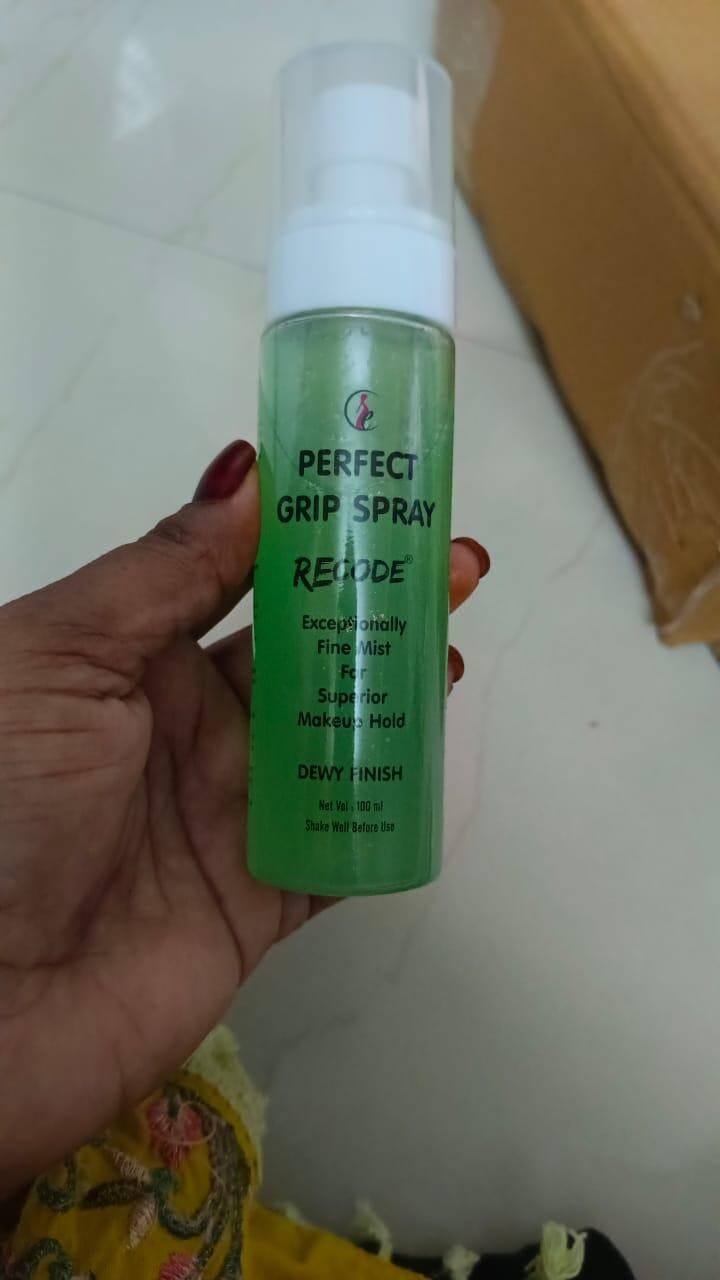 PERFECT
GRIP SPRAY
RECODE®
Exceptionally
Fine Mist
For
Superior
Makeup Hold
DEWY FINISH
Net Vol : 100 ml
Shake Well Before Use